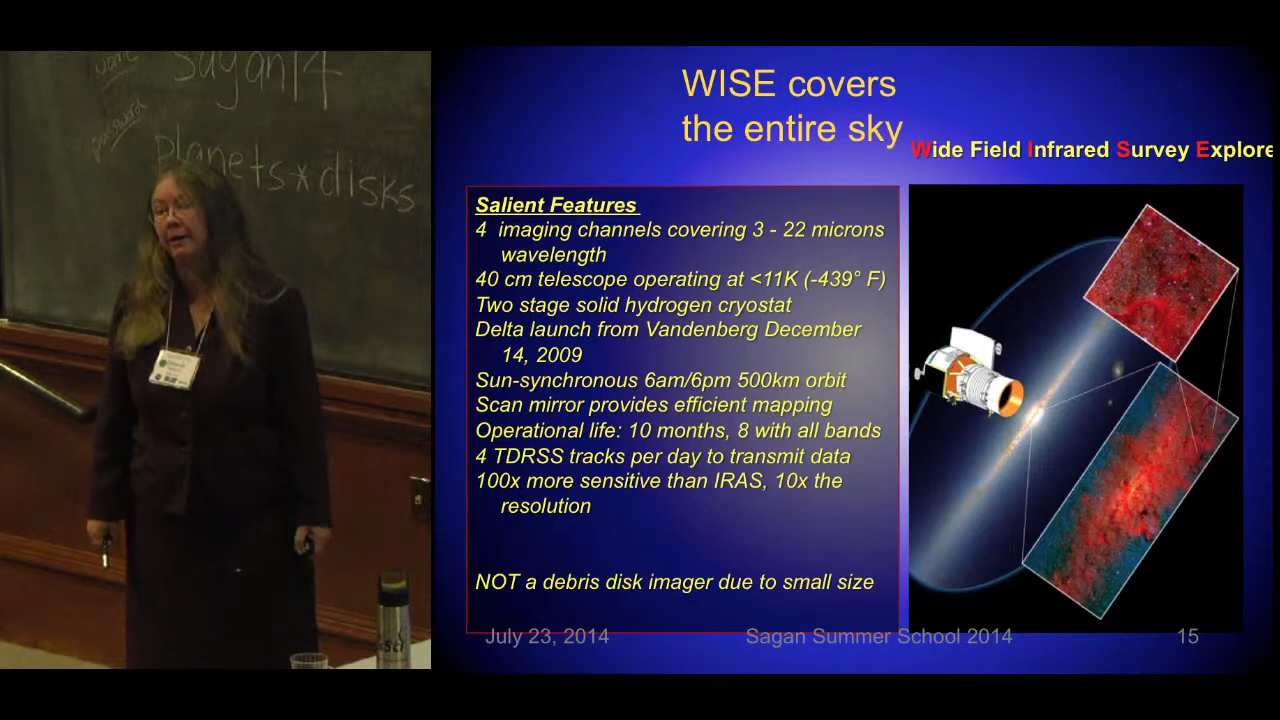 name
Sagan14
password
planets*disks
WISE covers
the entire sky
Wide Field Infrared Survey Explore
Salient Features
4 imaging channels covering 3 - 22 microns
wavelength
40 cm telescope operating at <11K (-439° F)
Two stage solid hydrogen cryostat
Delta launch from Vandenberg December
14, 2009
Sun-synchronous 6am/6pm 500km orbit
Scan mirror provides efficient mapping
Operational life: 10 months, 8 with all bands
4 TDRSS tracks per day to transmit data
100x more sensitive than IRAS, 10x the
resolution
NOT a debris disk imager due to small size
July 23, 2014
Sagan Summer School 2014
15